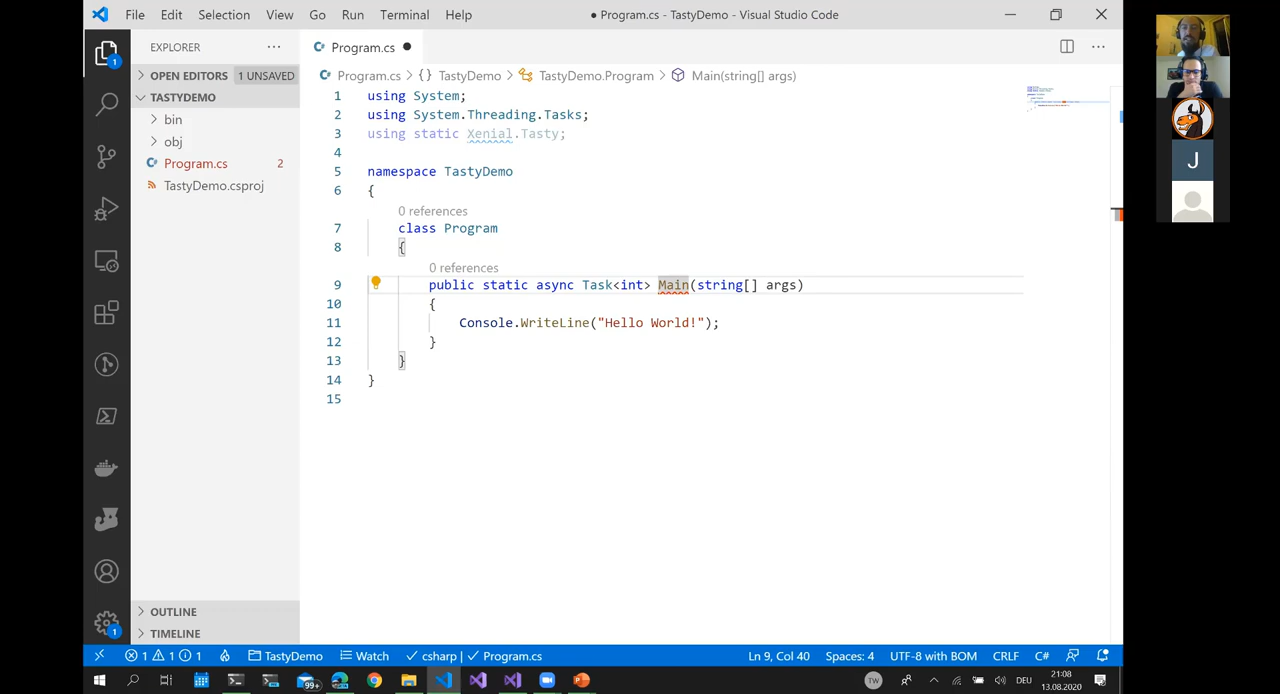 File Edit Selection View Go Run Terminal Help
● Program.cs - TastyDemo - Visual Studio Code
EXPLORER ···
Program.cs ●
OPEN EDITORS 1 UNSAVED
TASTYDEMO
bin
obj
Program.cs 2
TastyDemo.csproj
OUTLINE
TIMELINE
1
1
Program.cs > {} TastyDemo > TastyDemo.Program > Main(string[] args)
1 using System;
2 using System.Threading.Tasks;
3 using static Xenial.Tasty;
4
5 namespace TastyDemo
6 {
0 references
7 class Program
8 {
0 references
9 public static async Task<int> Main(string[] args)
10 {
11 Console.WriteLine("Hello World!");
12 }
13 }
14 }
15
J
1 1 1 TastyDemo Watch csharp | Program.cs Ln 9, Col 40 Spaces: 4 UTF-8 with BOM CRLF C#
99+ TW DEU 21:08
13.08.2020